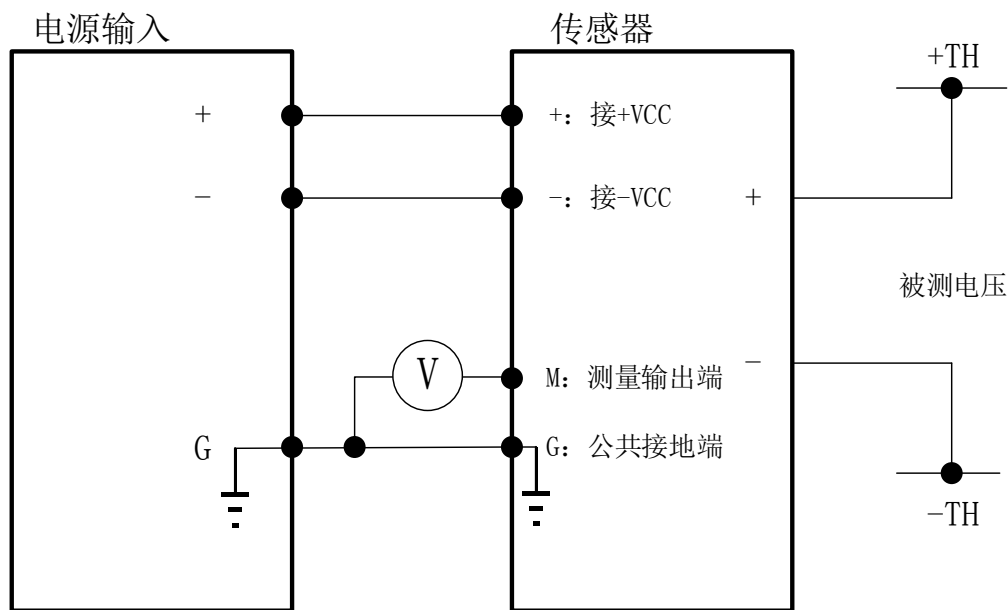 电源输入
传感器
+TH
+
+: 接+VCC
−
−: 接−VCC
+
被测电压
V
M: 测量输出端
−
G
G: 公共接地端
−TH